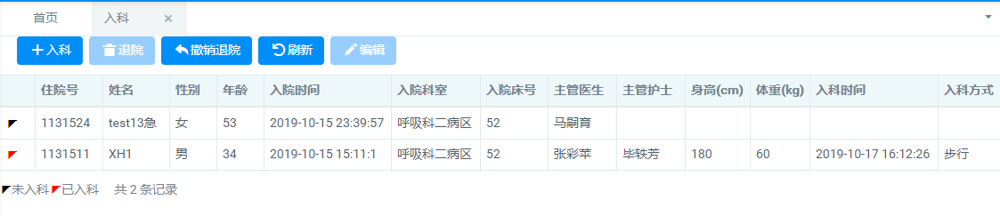 首页 入科 ×
入科 退院 撤销退院 刷新 编辑
住院号 姓名 性别 年龄 入院时间 入院科室 入院床号 主管医生 主管护士 身高(cm) 体重(kg) 入科时间 入科方式
1131524 test13急 女 53 2019-10-15 23:39:57 呼吸科二病区 52 马嗣育
1131511 XH1 男 34 2019-10-15 15:11:1 呼吸科二病区 52 张彩苹 毕轶芳 180 60 2019-10-17 16:12:26 步行
未入科 已入科 共 2 条记录